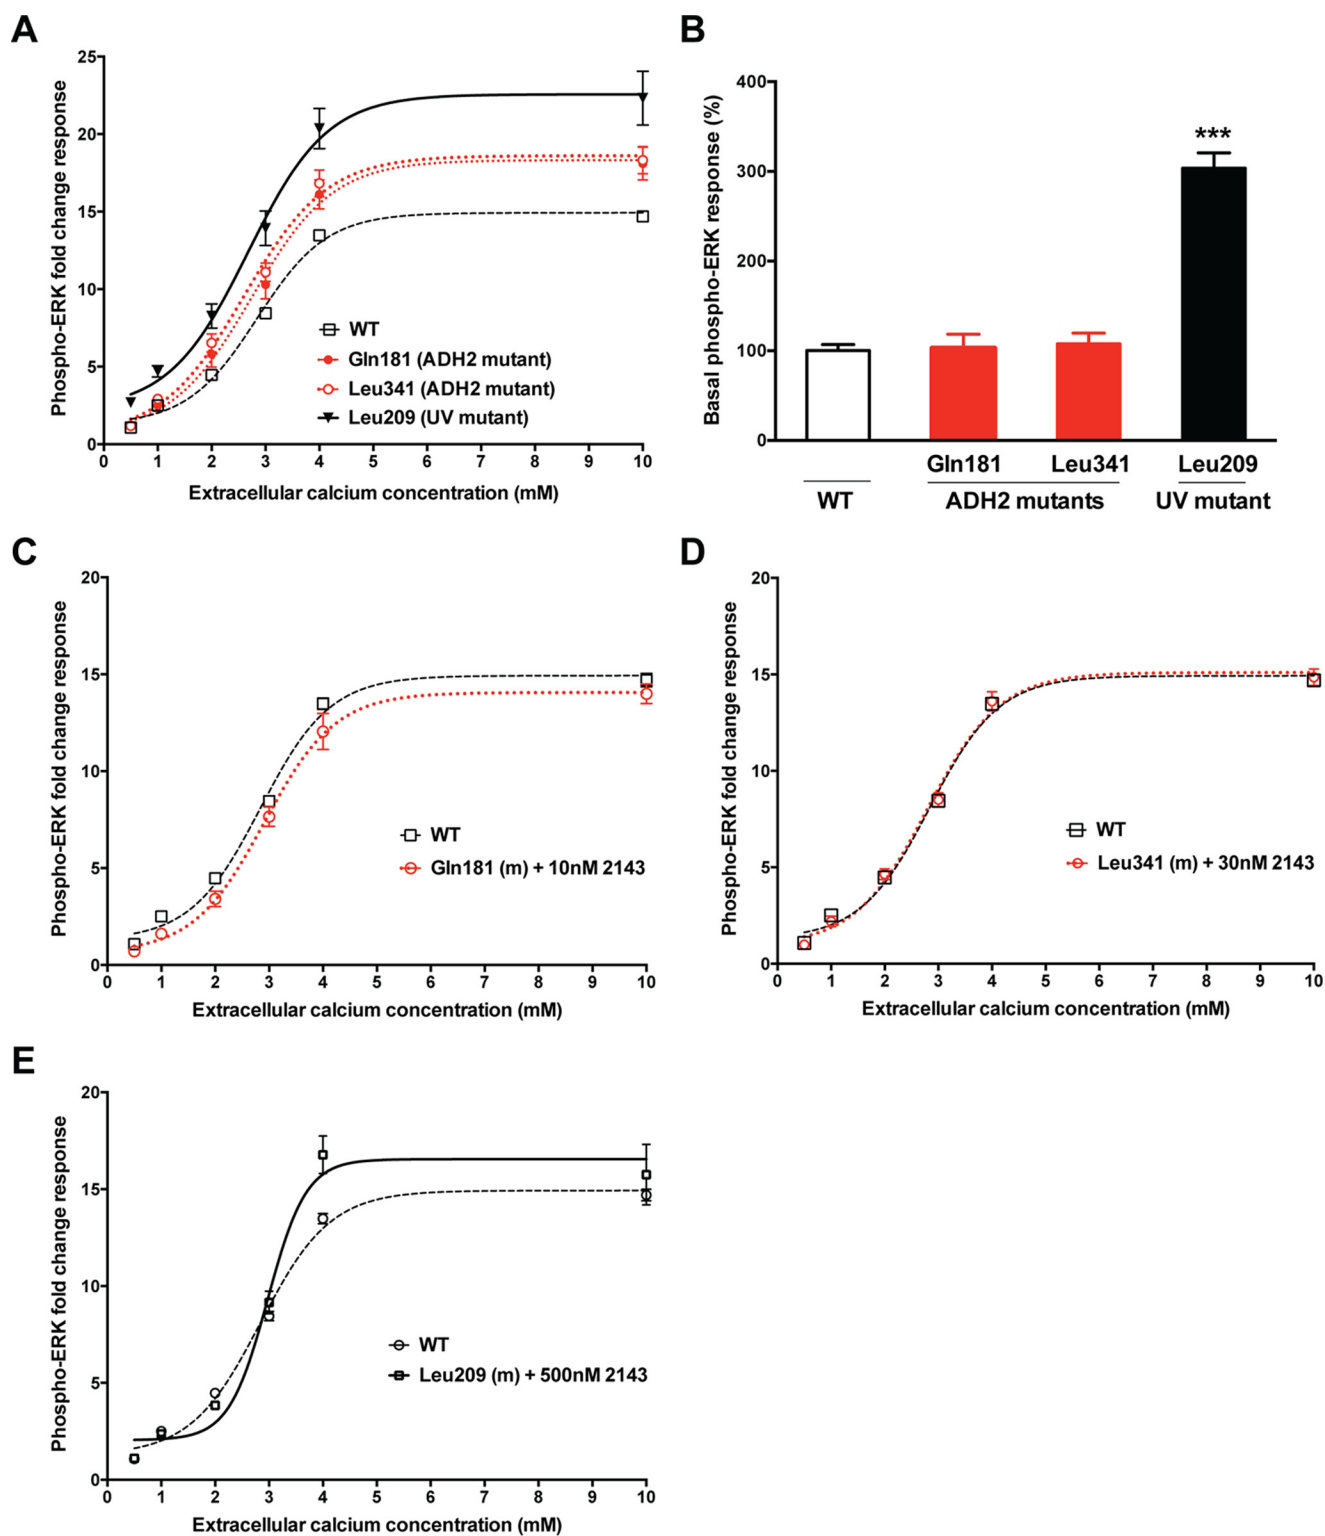 A
Phospho-ERK fold change response
25
20
15
10
5
0
0 1 2 3 4 5 6 7 8 9 10
Extracellular calcium concentration (mM)
WT
Gln181 (ADH2 mutant)
Leu341 (ADH2 mutant)
Leu209 (UV mutant)
B
Basal phospho-ERK response (%)
400
300
200
100
0
***
Gln181 Leu341 Leu209
WT ADH2 mutants UV mutant
C
Phospho-ERK fold change response
20
15
10
5
0
0 1 2 3 4 5 6 7 8 9 10
Extracellular calcium concentration (mM)
WT
Gln181 (m) + 10nM 2143
D
Phospho-ERK fold change response
20
15
10
5
0
0 1 2 3 4 5 6 7 8 9 10
Extracellular calcium concentration (mM)
WT
Leu341 (m) + 30nM 2143
E
Phospho-ERK fold change response
20
15
10
5
0
0 1 2 3 4 5 6 7 8 9 10
Extracellular calcium concentration (mM)
WT
Leu209 (m) + 500nM 2143